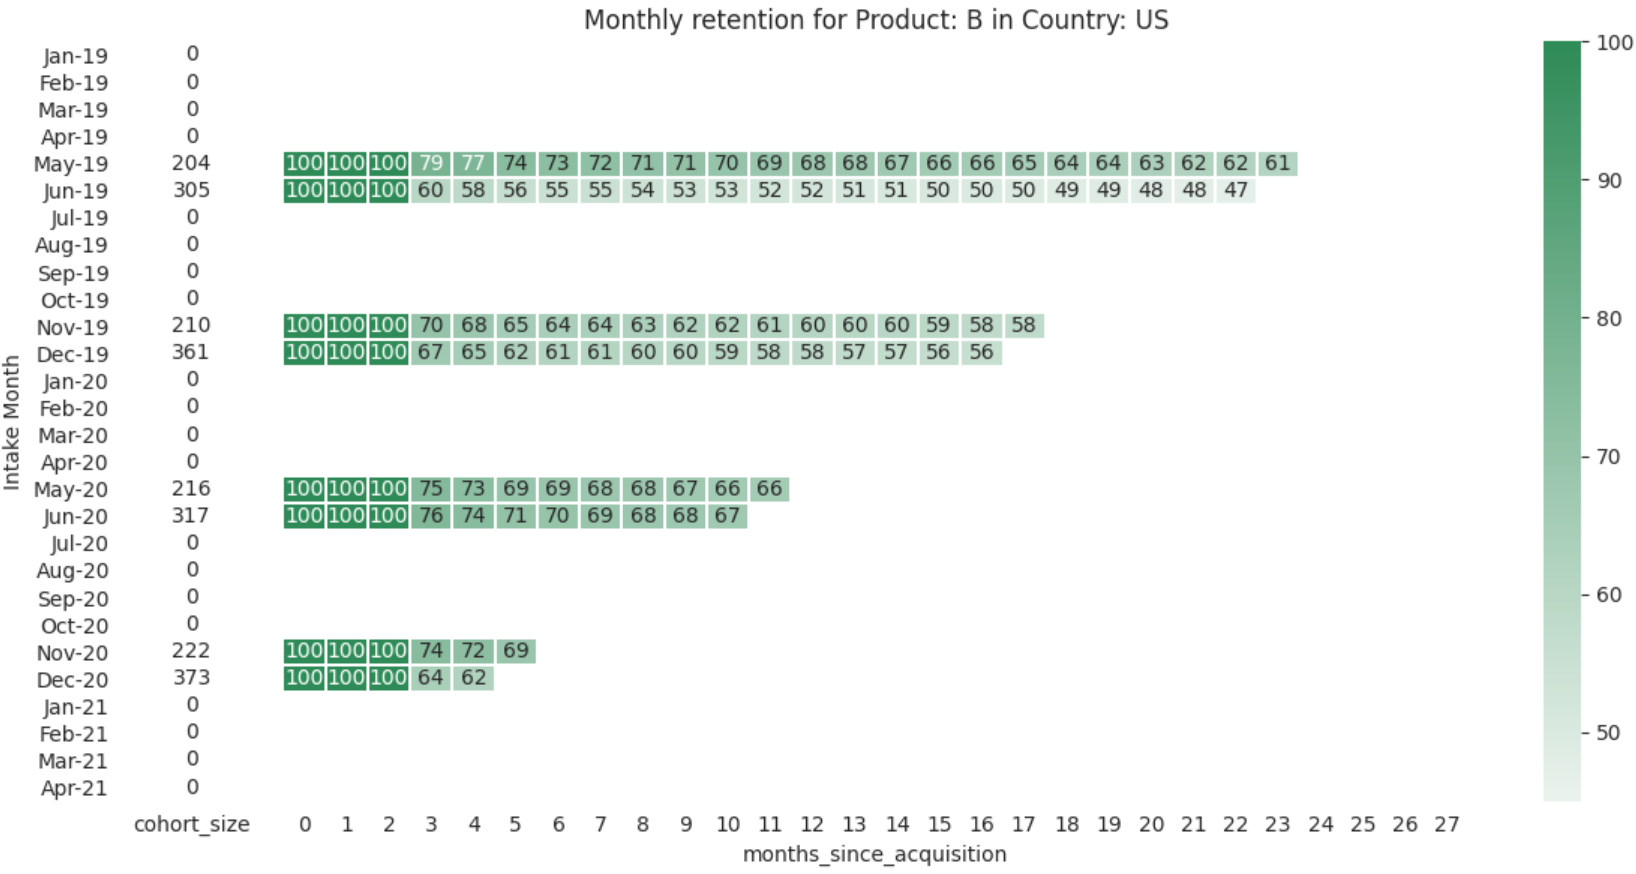 Monthly retention for Product: B in Country: US
Jan-19 0
Feb-19 0
Mar-19 0
Apr-19 0
May-19 204 100 100 100 79 77 74 73 72 71 71 70 69 68 68 67 66 66 65 64 64 63 62 62 61
Jun-19 305 100 100 100 60 58 56 55 55 54 53 53 52 52 51 51 50 50 50 49 49 48 48 47
Jul-19 0
Aug-19 0
Sep-19 0
Oct-19 0
Nov-19 210 100 100 100 70 68 65 64 64 63 62 62 61 60 60 60 59 58 58
Dec-19 361 100 100 100 67 65 62 61 61 60 60 59 58 58 57 57 56 56
Jan-20 0
Feb-20 0
Mar-20 0
Apr-20 0
May-20 216 100 100 100 75 73 69 69 68 68 67 66 66
Jun-20 317 100 100 100 76 74 71 70 69 68 68 67
Jul-20 0
Aug-20 0
Sep-20 0
Oct-20 0
Nov-20 222 100 100 100 74 72 69
Dec-20 373 100 100 100 64 62
Jan-21 0
Feb-21 0
Mar-21 0
Apr-21 0
Intake Month
cohort_size 0 1 2 3 4 5 6 7 8 9 10 11 12 13 14 15 16 17 18 19 20 21 22 23 24 25 26 27
months_since_acquisition
100
90
80
70
60
50